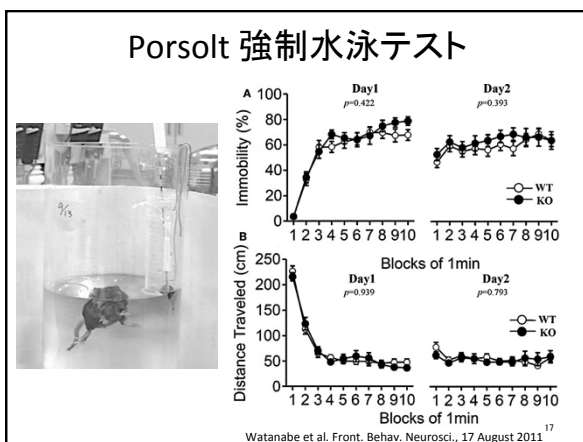 Porsolt 強制水泳テスト
9/13
A
Day1
p=0.422
Day2
p=0.393
Immobility (%)
100
80
60
40
20
0
WT
KO
1 2 3 4 5 6 7 8 9 10
1 2 3 4 5 6 7 8 9 10
Blocks of 1min
B
Day1
p=0.939
Day2
p=0.793
Distance Traveled (cm)
250
200
150
100
50
0
WT
KO
1 2 3 4 5 6 7 8 9 10
1 2 3 4 5 6 7 8 9 10
Blocks of 1min
Watanabe et al. Front. Behav. Neurosci., 17 August 2011
17